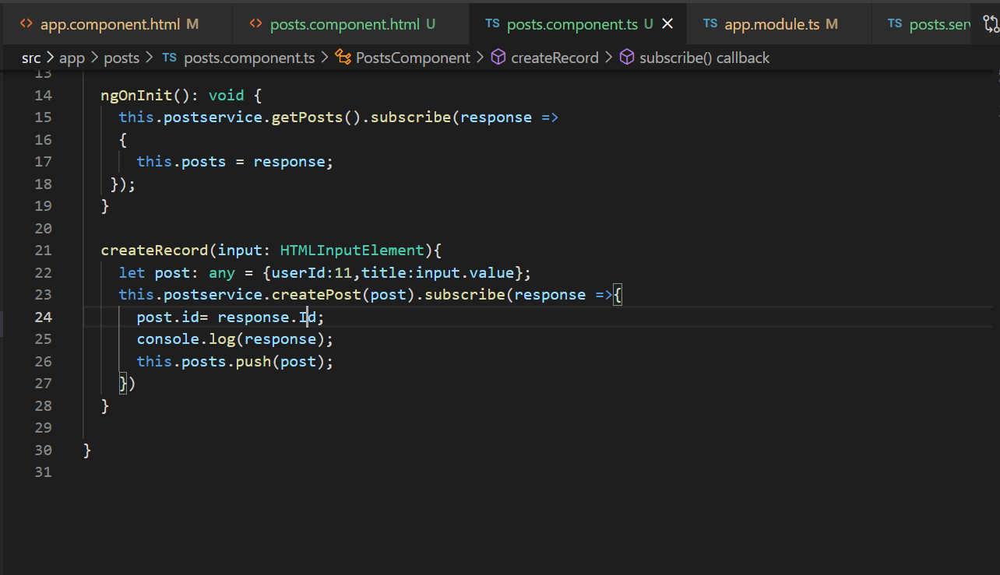 <> app.component.html M <> posts.component.html U TS posts.component.ts U × TS app.module.ts M TS posts.ser
src > app > posts > TS posts.component.ts > PostsComponent > createRecord > subscribe() callback
13
14 ngOnInit(): void {
15 this.postservice.getPosts().subscribe(response =>
16 {
17 this.posts = response;
18 });
19 }
20
21 createRecord(input: HTMLInputElement){
22 let post: any = {userId:11,title:input.value};
23 this.postservice.createPost(post).subscribe(response =>{
24 post.id= response.Id;
25 console.log(response);
26 this.posts.push(post);
27 })
28 }
29
30 }
31